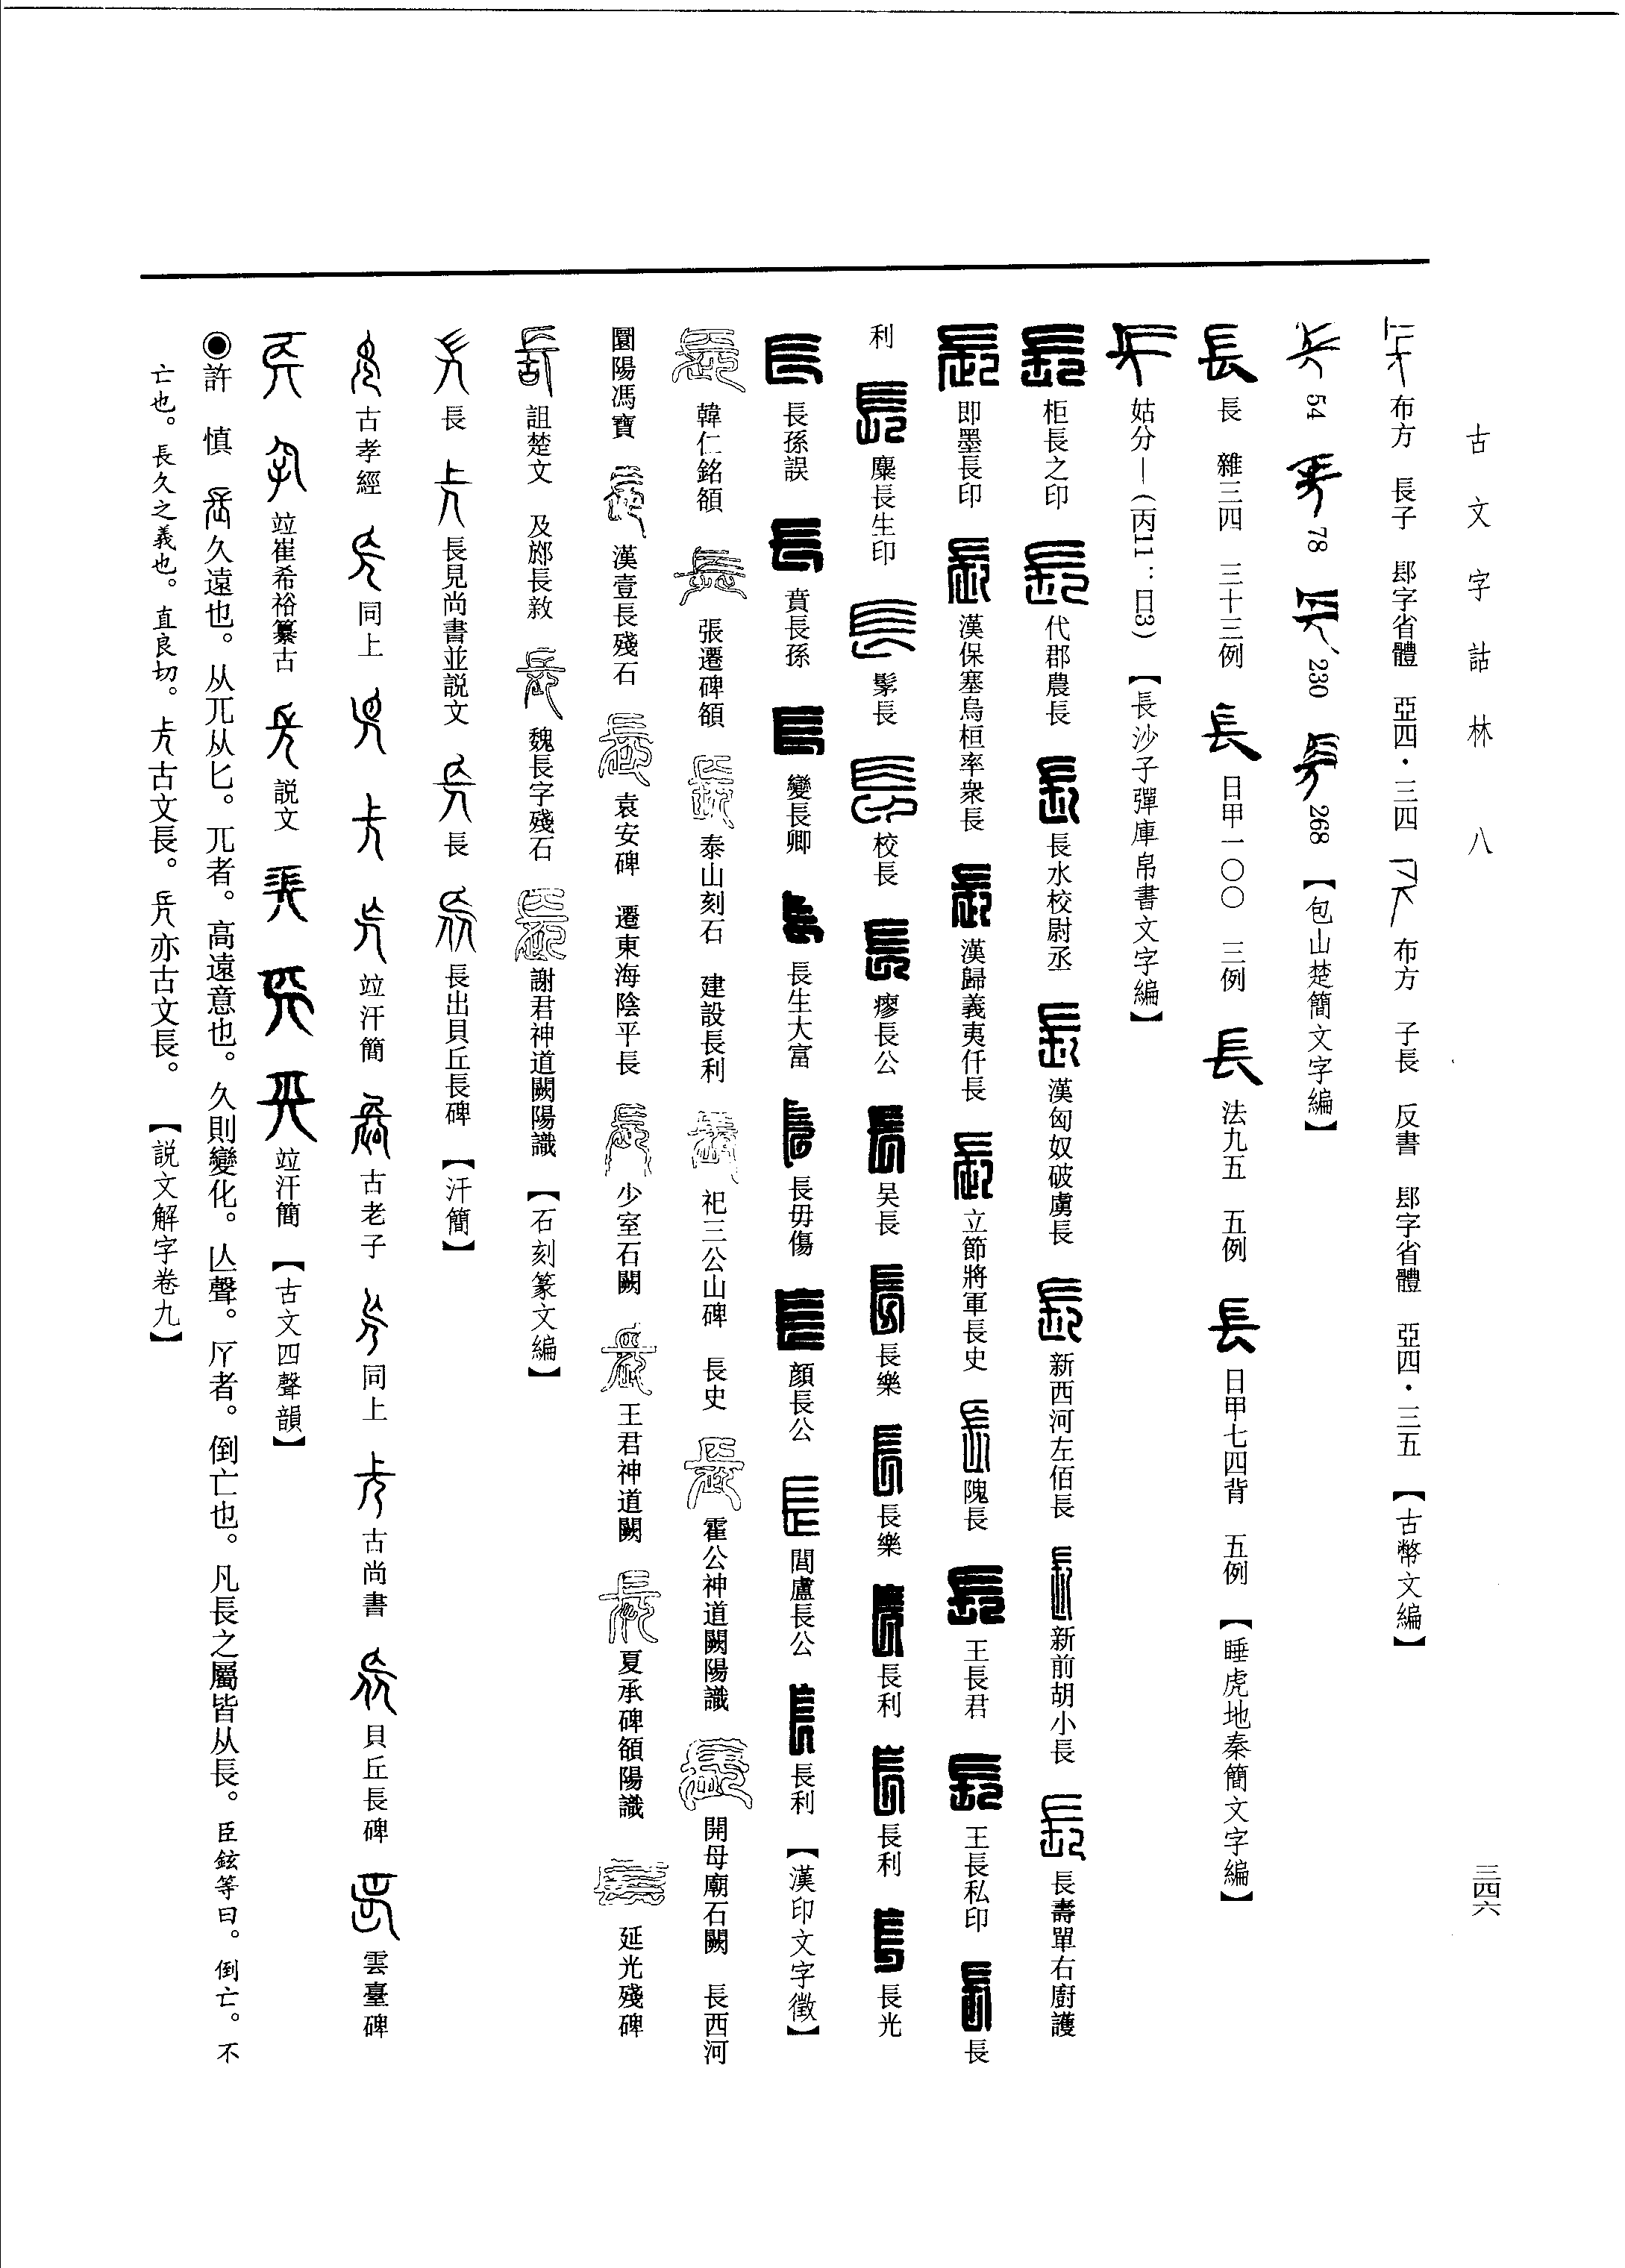 古文字詁林 八
三四六
布方 長子 䣊字省體 亞四·三四 布方 子長 反書 䣊字省體 亞四·三五 【古幣文編】
54 78 230 268 【包山楚簡文字編】
長 雜三四 三十三例 日甲一〇〇 三例 法九五 五例 日甲七四背 五例 【睡虎地秦簡文字編】
姑分—(丙11:目3) 【長沙子彈庫帛書文字編】
柜長之印 代郡農長 長水校尉丞 漢匈奴破虜長 新西河左佰長 新前胡小長 長壽單右廚護
即墨長印 漢保塞烏桓率衆長 漢歸義夷仟長 立節將軍長史 隗長 王長君 王長私印 長
利 麋長生印 髳長 校長 瘳長公 吴長 長樂 長樂 長利 長利 長光
長孫誤 賁長孫 變長卿 長生大富 長毋傷 顔長公 閭盧長公 長利 【漢印文字徵】
韓仁銘額 張遷碑額 泰山刻石 建設長利 祀三公山碑 長史 霍公神道闕陽識 開母廟石闕 長西河
圜陽馮寶 漢壹長殘石 袁安碑 遷東海陰平長 少室石闕 王君神道闕 夏承碑額陽識 延光殘碑
詛楚文 及㽙長敹 魏長字殘石 謝君神道闕陽識 【石刻篆文編】
長 長見尚書並説文 長 長出貝丘長碑 【汗簡】
古孝經 同上 竝汗簡 古老子 同上 古尚書 貝丘長碑 雲臺碑
竝崔希裕纂古 説文 竝汗簡 【古文四聲韻】
◉許 慎 久遠也。从兀从匕。兀者。高遠意也。久則變化。亾聲。𠂆者。倒亡也。凡長之屬皆从長。臣鉉等曰。倒亡。不
亡也。長久之義也。直良切。古文長。亦古文長。 【説文解字卷九】